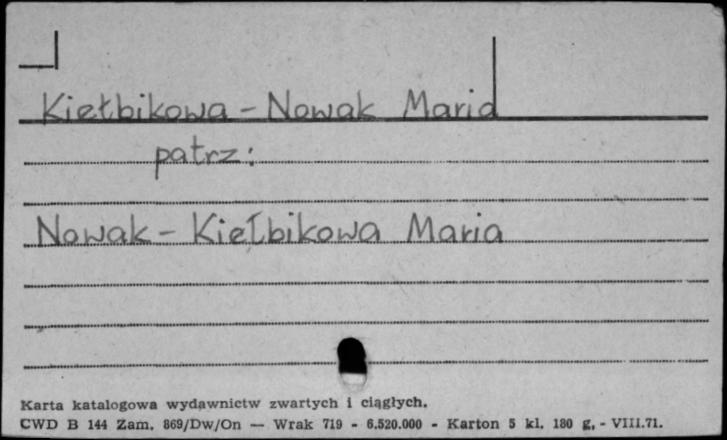 Kiełbikowa - Nowak Maria
patrz:
Nowak - Kiełbikowa Maria
Karta katalogowa wydawnictw zwartych i ciągłych.
CWD B 144 Zam. 869/Dw/On — Wrak 719 - 6.520.000 - Karton 5 kl. 180 g. - VIII.71.